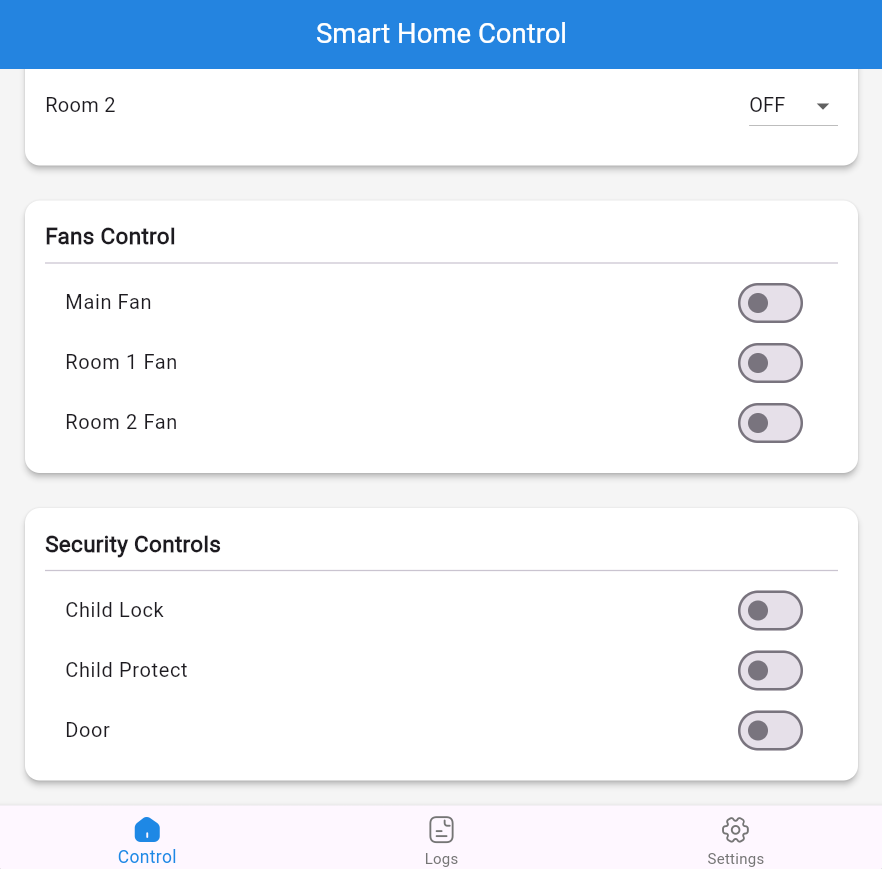 Smart Home Control
Room 2 OFF
Fans Control
Main Fan
Room 1 Fan
Room 2 Fan
Security Controls
Child Lock
Child Protect
Door
Control Logs Settings